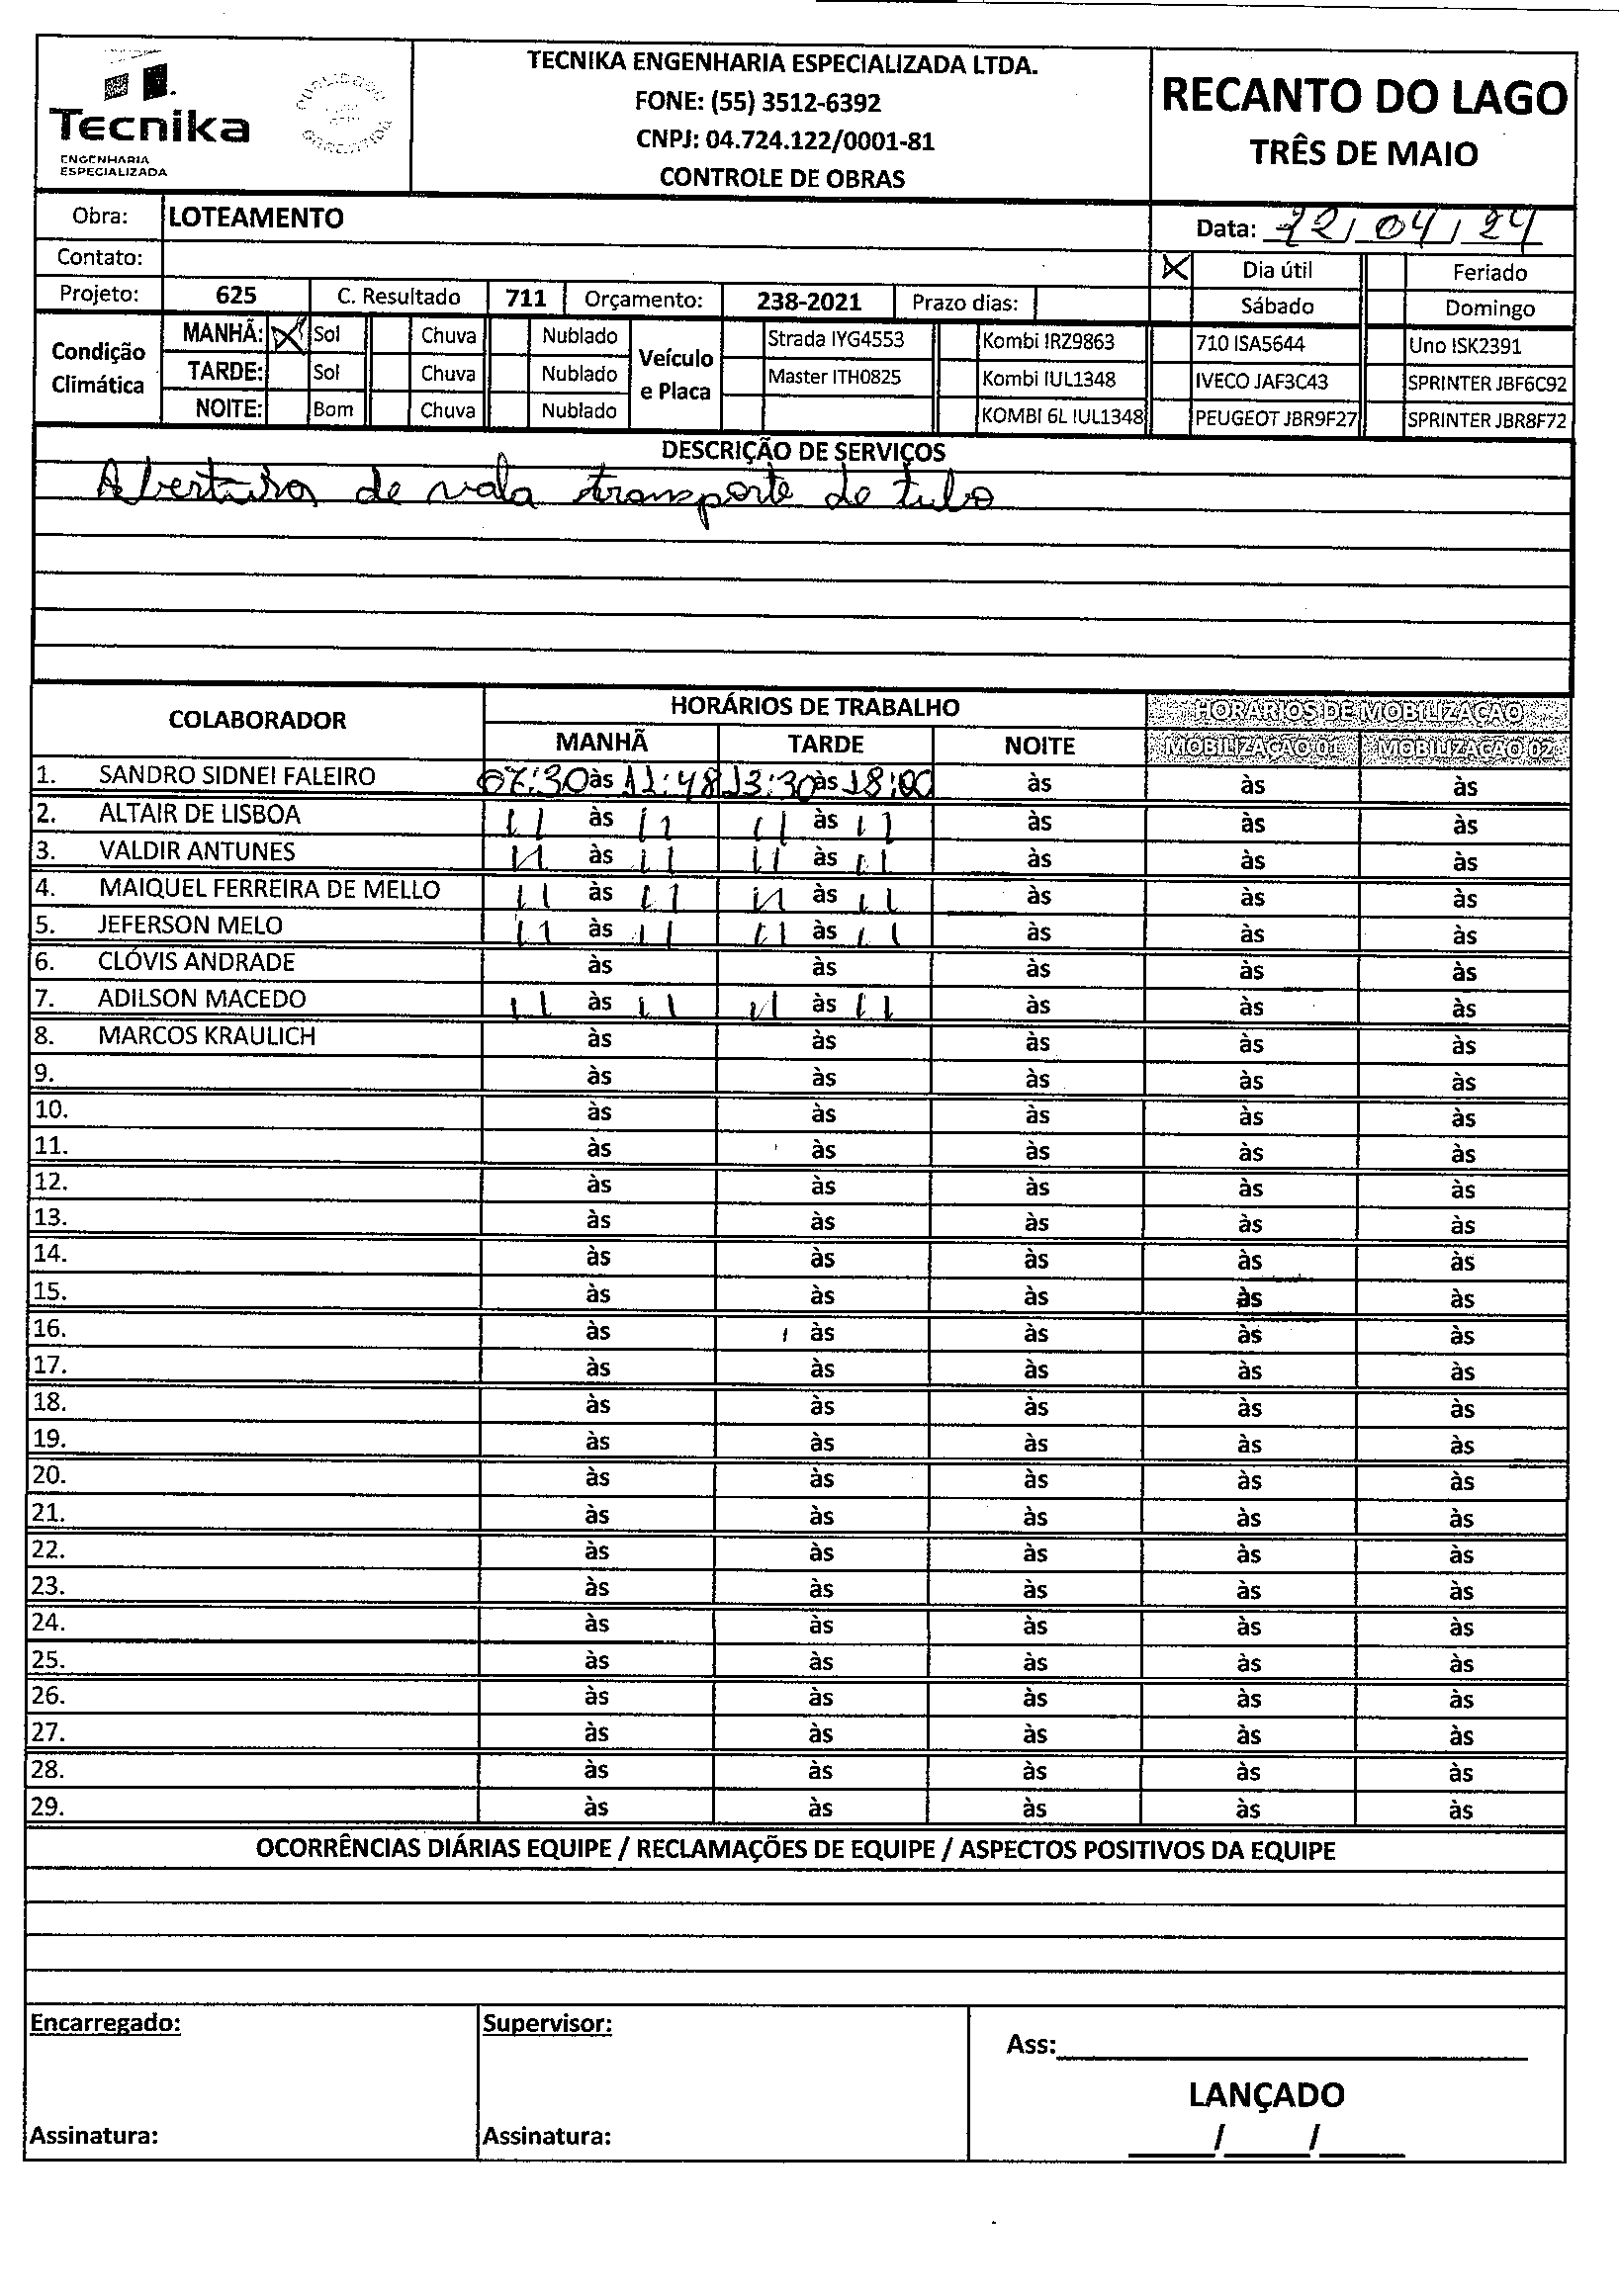 Tecnika
ENGENHARIA
ESPECIALIZADA
TECNIKA ENGENHARIA ESPECIALIZADA LTDA.
FONE: (55) 3512-6392
CNPJ: 04.724.122/0001-81
CONTROLE DE OBRAS
RECANTO DO LAGO
TRÊS DE MAIO
Obra: LOTEAMENTO
Data: 22/04/24
Contato:
X Dia útil Feriado
Projeto: 625 C. Resultado 711 Orçamento: 238-2021 Prazo dias:
Sábado Domingo
Condição Climática
MANHÃ: X Sol Chuva Nublado
TARDE: Sol Chuva Nublado
NOITE: Bom Chuva Nublado
Veículo e Placa
Strada IYG4553 Kombi IRZ9863 710 ISA5644 Uno ISK2391
Master ITH0825 Kombi IUL1348 IVECO JAF3C43 SPRINTER JBF6C92
KOMBI 6L IUL1348 PEUGEOT JBR9F27 SPRINTER JBR8F72
DESCRIÇÃO DE SERVIÇOS
Abertura de vala transporte de tubo
COLABORADOR HORÁRIOS DE TRABALHO HORÁRIOS DE MOBILIZAÇÃO
MANHÃ TARDE NOITE MOBILIZAÇÃO 01 MOBILIZAÇÃO 02
1. SANDRO SIDNEI FALEIRO 07:30 às 11:48 13:30 às 18:00 às às às
2. ALTAIR DE LISBOA 11 às 11 11 às 11 às às às
3. VALDIR ANTUNES 11 às 11 11 às 11 às às às
4. MAIQUEL FERREIRA DE MELLO 11 às 11 11 às 11 às às às
5. JEFERSON MELO 11 às 11 11 às 11 às às às
6. CLÓVIS ANDRADE às às às às às
7. ADILSON MACEDO 11 às 11 11 às 11 às às às
8. MARCOS KRAULICH às às às às às
9. às às às às às
10. às às às às às
11. às às às às às
12. às às às às às
13. às às às às às
14. às às às às às
15. às às às às às
16. às às às às às
17. às às às às às
18. às às às às às
19. às às às às às
20. às às às às às
21. às às às às às
22. às às às às às
23. às às às às às
24. às às às às às
25. às às às às às
26. às às às às às
27. às às às às às
28. às às às às às
29. às às às às às
OCORRÊNCIAS DIÁRIAS EQUIPE / RECLAMAÇÕES DE EQUIPE / ASPECTOS POSITIVOS DA EQUIPE
Encarregado:
Assinatura:
Supervisor:
Assinatura:
Ass:
LANÇADO
___/___/___